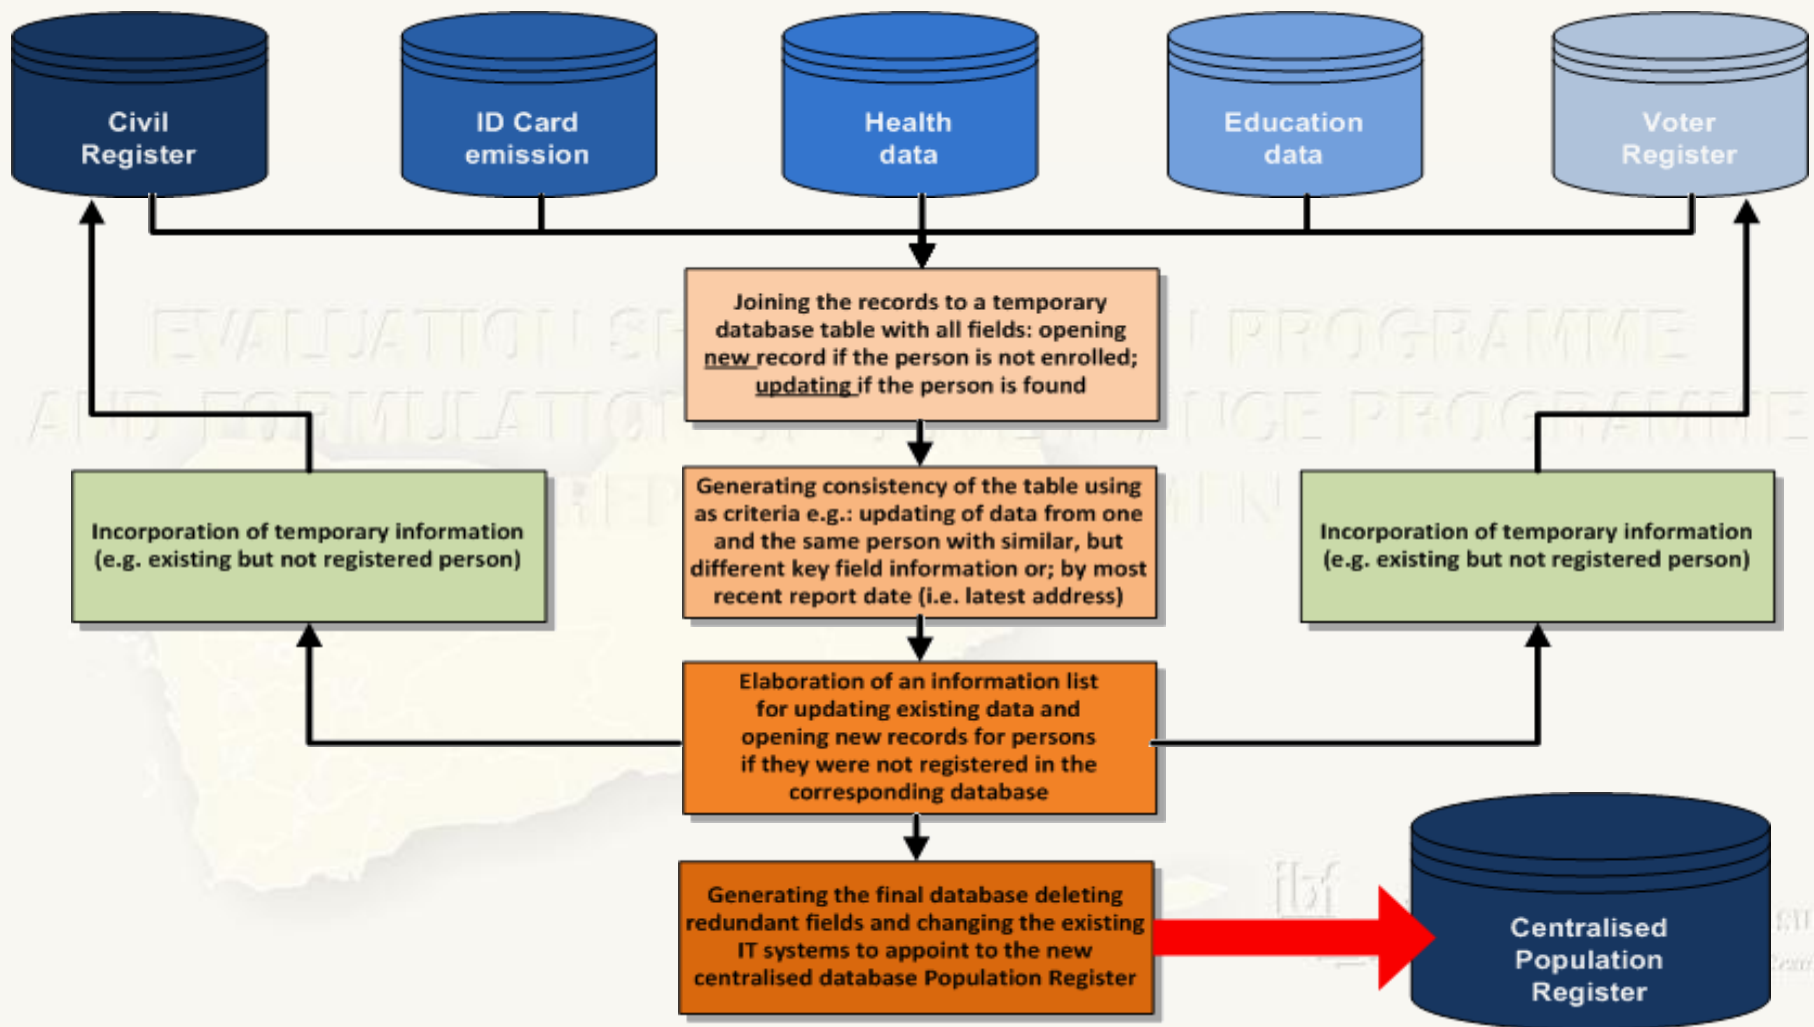 Civil
Register
ID Card
emission
Health
data
Education
data
Voter
Register
Joining the records to a temporary
database table with all fields: opening
new record if the person is not enrolled;
updating if the person is found
Generating consistency of the table using
as criteria e.g.: updating of data from one
and the same person with similar, but
different key field information or; by most
recent report date (i.e. latest address)
Incorporation of temporary information
(e.g. existing but not registered person)
Incorporation of temporary information
(e.g. existing but not registered person)
Elaboration of an information list
for updating existing data and
opening new records for persons
if they were not registered in the
corresponding database
Generating the final database deleting
redundant fields and changing the existing
IT systems to appoint to the new
centralised database Population Register
Centralised
Population
Register
EVALUATION PROGRAMME
AND FORMULATION PROGRAMME